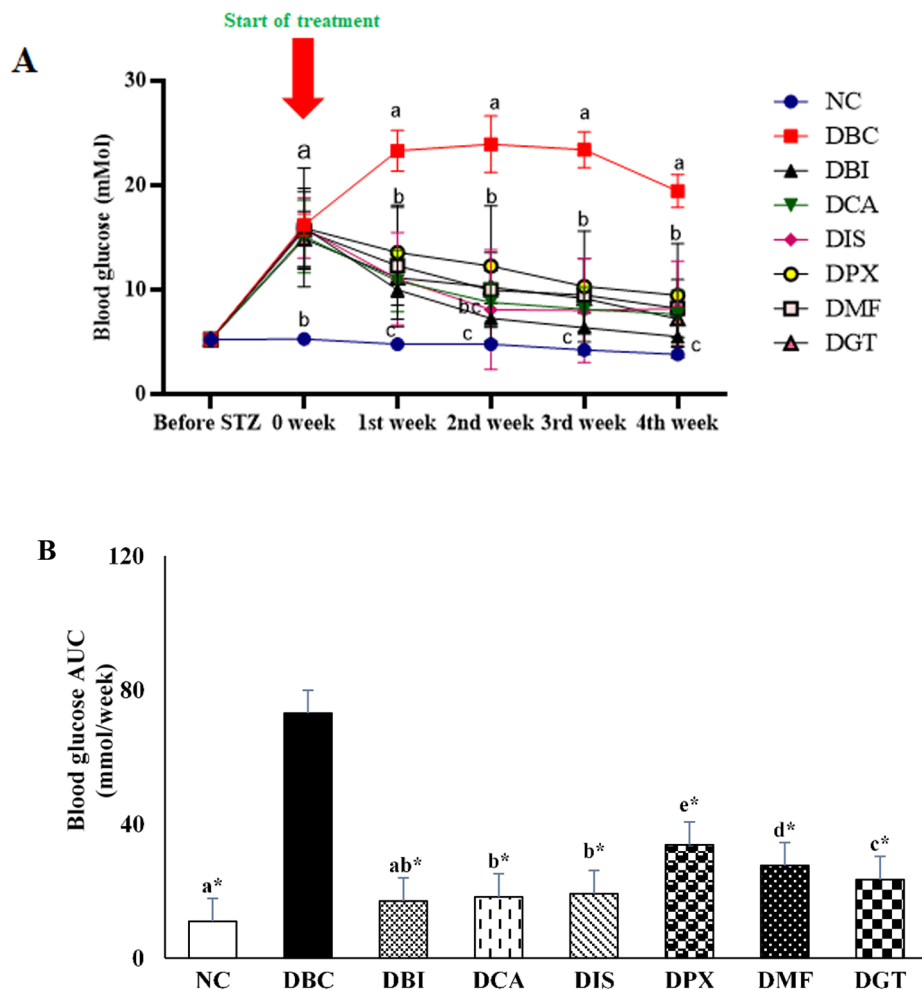 Start of treatment
A
Blood glucose (mMol)
30
20
10
0
a
a
a
a
a
b
b
b
b
b
bc
c
c
c
c
Before STZ 0 week 1st week 2nd week 3rd week 4th week
NC
DBC
DBI
DCA
DIS
DPX
DMF
DGT
B
Blood glucose AUC
(mmol/week)
120
80
40
0
a*
ab*
b*
b*
e*
d*
c*
NC DBC DBI DCA DIS DPX DMF DGT